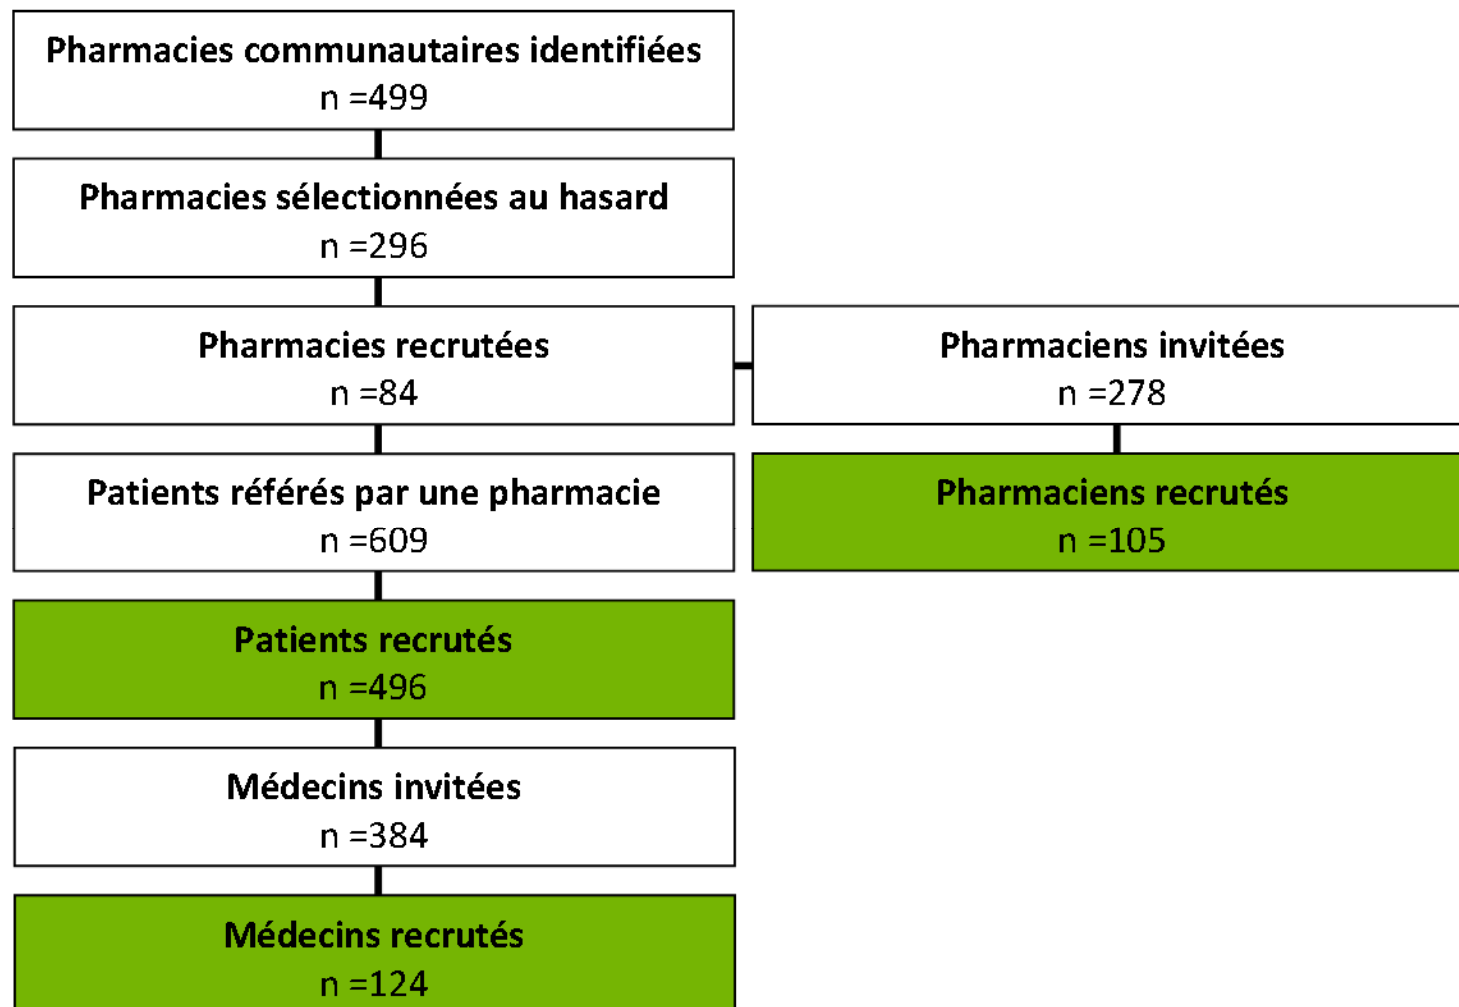 Pharmacies communautaires identifiées
n =499
Pharmacies sélectionnées au hasard
n =296
Pharmacies recrutées
n =84
Pharmaciens invitées
n =278
Patients référés par une pharmacie
n =609
Pharmaciens recrutés
n =105
Patients recrutés
n =496
Médecins invitées
n =384
Médecins recrutés
n =124